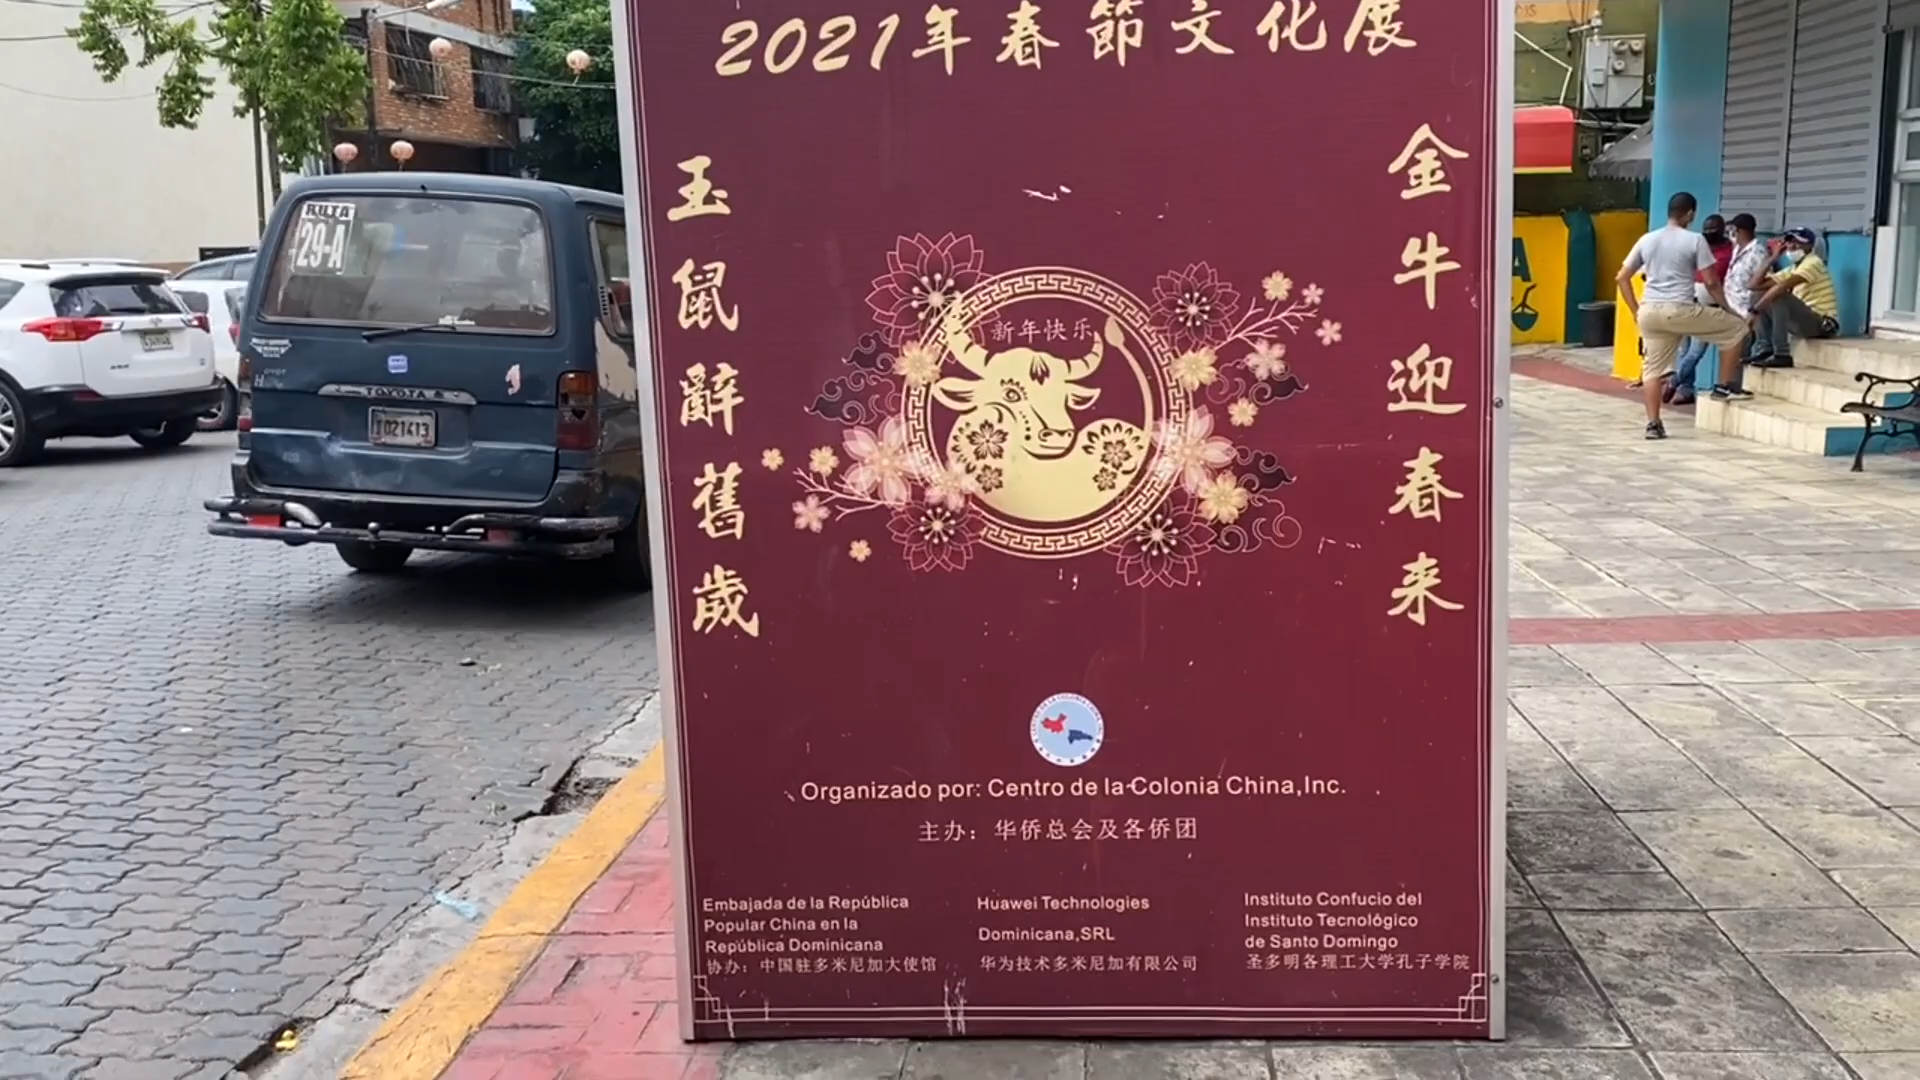 2021年春節文化展
金牛迎春来
玉鼠辭舊歲
新年快乐
Organizado por: Centro de la Colonia China,Inc.
主办：华侨总会及各侨团
Embajada de la República
Popular China en la
República Dominicana
协办：中国驻多米尼加大使馆
Huawei Technologies
Dominicana,SRL
华为技术多米尼加有限公司
Instituto Confucio del
Instituto Tecnológico
de Santo Domingo
圣多明各理工大学孔子学院
RUTA
29-A
TOYOTA
I021413